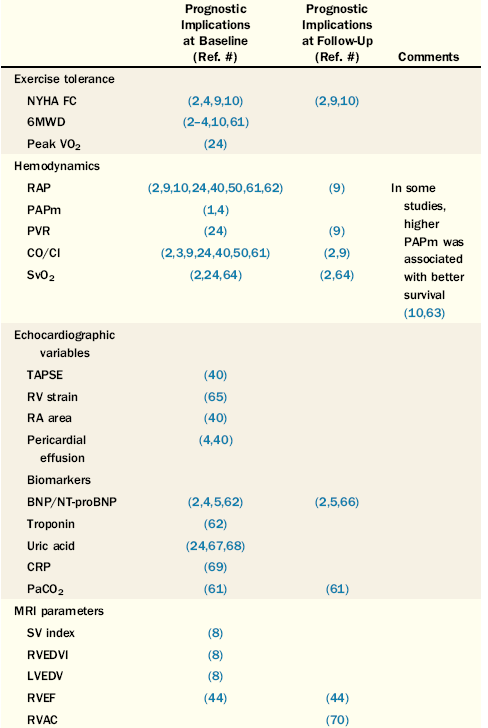 Prognostic Implications at Baseline (Ref. #) Prognostic Implications at Follow-Up (Ref. #) Comments
Exercise tolerance
NYHA FC (2,4,9,10) (2,9,10)
6MWD (2–4,10,61)
Peak VO₂ (24)
Hemodynamics
RAP (2,9,10,24,40,50,61,62) (9) In some
studies,
PAPm (1,4) higher
PVR (24) (9) PAPm was
CO/CI (2,3,9,24,40,50,61) (2,9) associated
SvO₂ (2,24,64) (2,64) with better
survival
(10,63)
Echocardiographic
variables
TAPSE (40)
RV strain (65)
RA area (40)
Pericardial (4,40)
effusion
Biomarkers
BNP/NT-proBNP (2,4,5,62) (2,5,66)
Troponin (62)
Uric acid (24,67,68)
CRP (69)
PaCO₂ (61) (61)
MRI parameters
SV index (8)
RVEDVI (8)
LVEDV (8)
RVEF (44) (44)
RVAC (70)